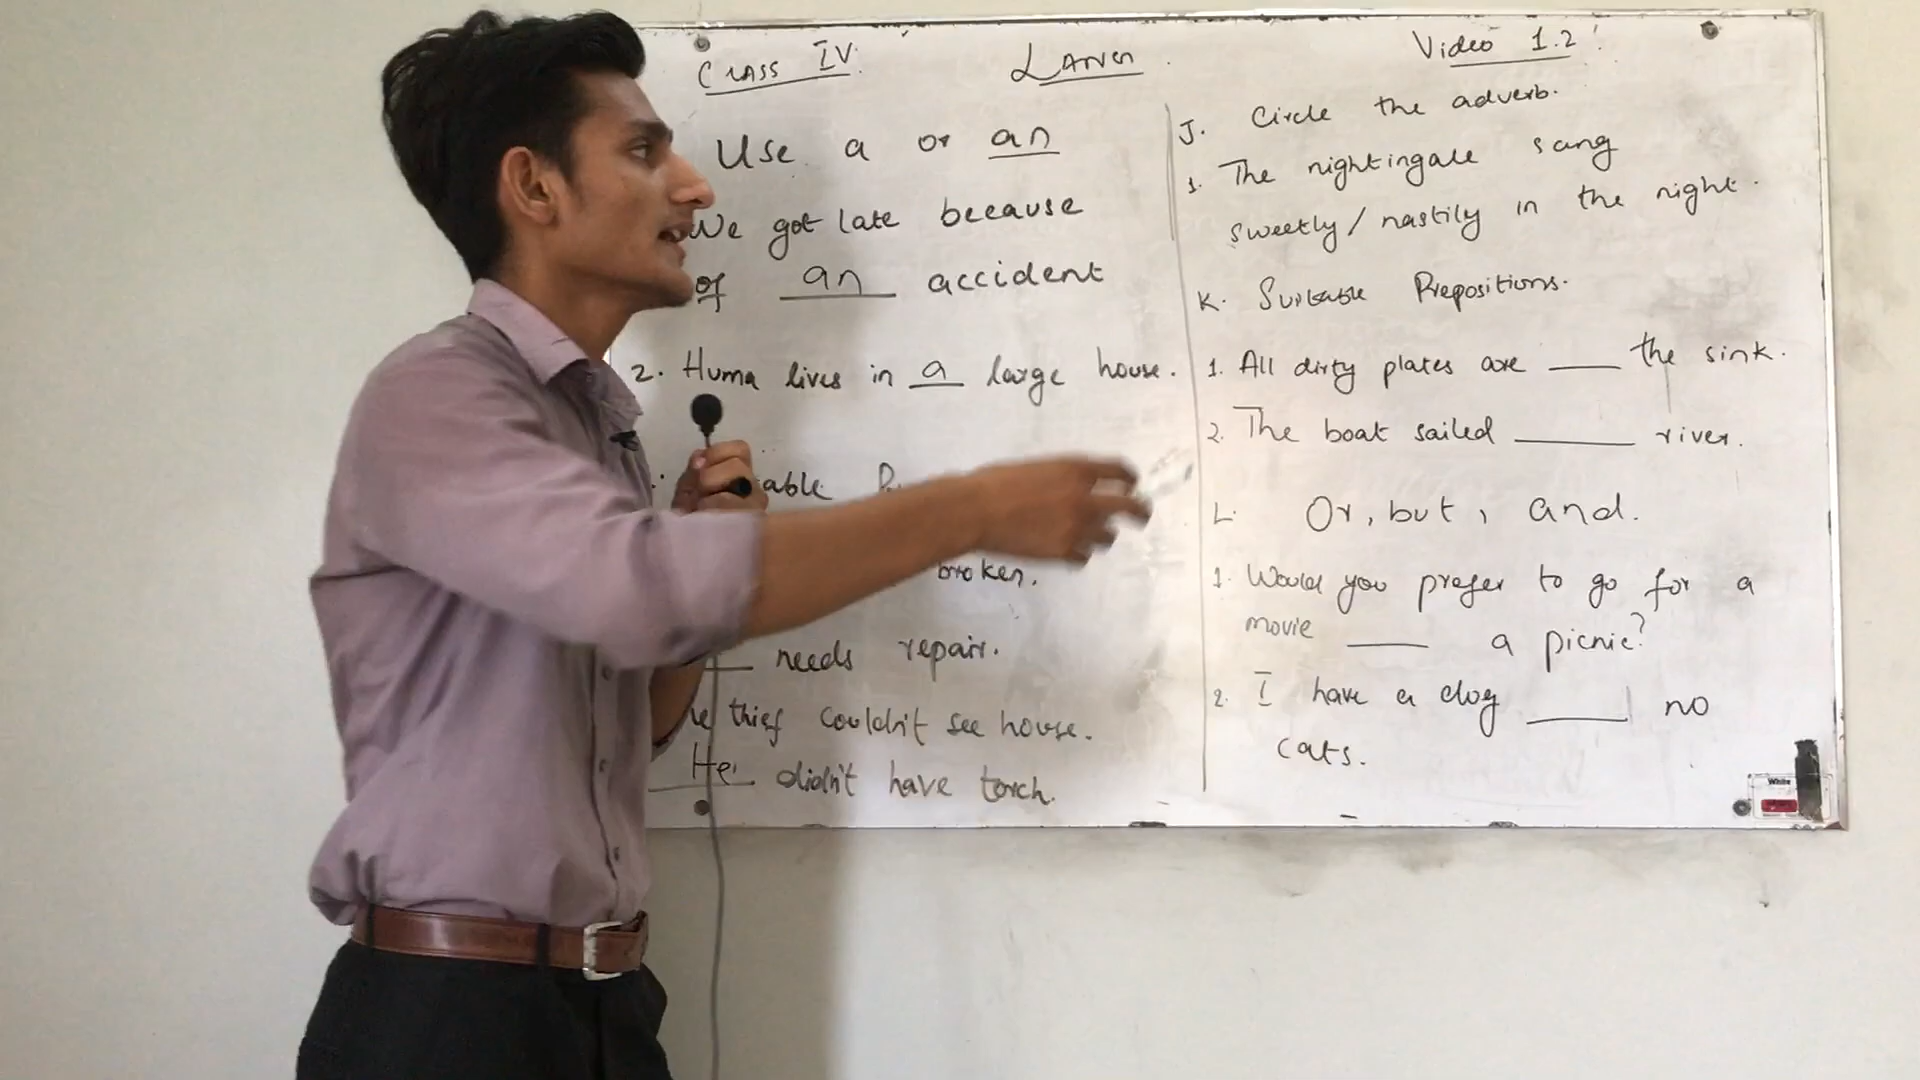 Class IV.
Video 1.2
Use a or an
We got late because
of an accident
2. Huma lives in a large house.
able
broken.
needs repair.
thief couldn't see house.
He didn't have torch.
J. Circle the adverb.
1. The nightingale sang
sweetly/nastily in the night.
K. Suitable Prepositions.
1. All dirty plates are ____ the sink.
2. The boat sailed ____ river.
L. Or, but, and.
1. Would you prefer to go for a
movie ____ a picnic?
2. I have a dog ____ no
cats.
White